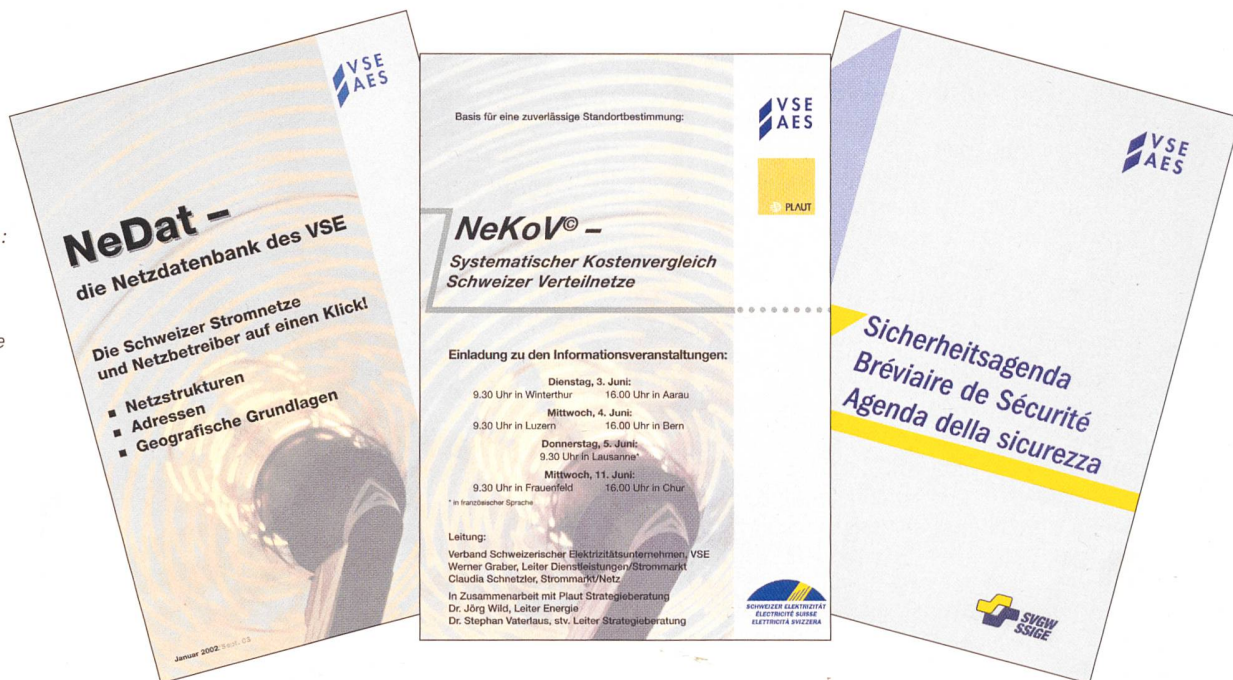 :
e
VSE
AES
NeDat –
die Netzdatenbank des VSE
Die Schweizer Stromnetze
und Netzbetreiber auf einen Klick!
▪ Netzstrukturen
▪ Adressen
▪ Geografische Grundlagen
Januar 2002
Basis für eine zuverlässige Standortbestimmung:
VSE
AES
PLAUT
NeKoV© –
Systematischer Kostenvergleich
Schweizer Verteilnetze
Einladung zu den Informationsveranstaltungen:
Dienstag, 3. Juni:
9.30 Uhr in Winterthur 16.00 Uhr in Aarau
Mittwoch, 4. Juni:
9.30 Uhr in Luzern 16.00 Uhr in Bern
Donnerstag, 5. Juni:
9.30 Uhr in Lausanne*
Mittwoch, 11. Juni:
9.30 Uhr in Frauenfeld 16.00 Uhr in Chur
* in französischer Sprache
Leitung:
Verband Schweizerischer Elektrizitätsunternehmen, VSE
Werner Graber, Leiter Dienstleistungen/Strommarkt
Claudia Schnetzler, Strommarkt/Netz
In Zusammenarbeit mit Plaut Strategieberatung
Dr. Jörg Wild, Leiter Energie
Dr. Stephan Vaterlaus, stv. Leiter Strategieberatung
SCHWEIZER ELEKTRIZITÄT
ÉLECTRICITÉ SUISSE
ELETTRICITÀ SVIZZERA
VSE
AES
Sicherheitsagenda
Bréviaire de Sécurité
Agenda della sicurezza
SVGW
SSIGE